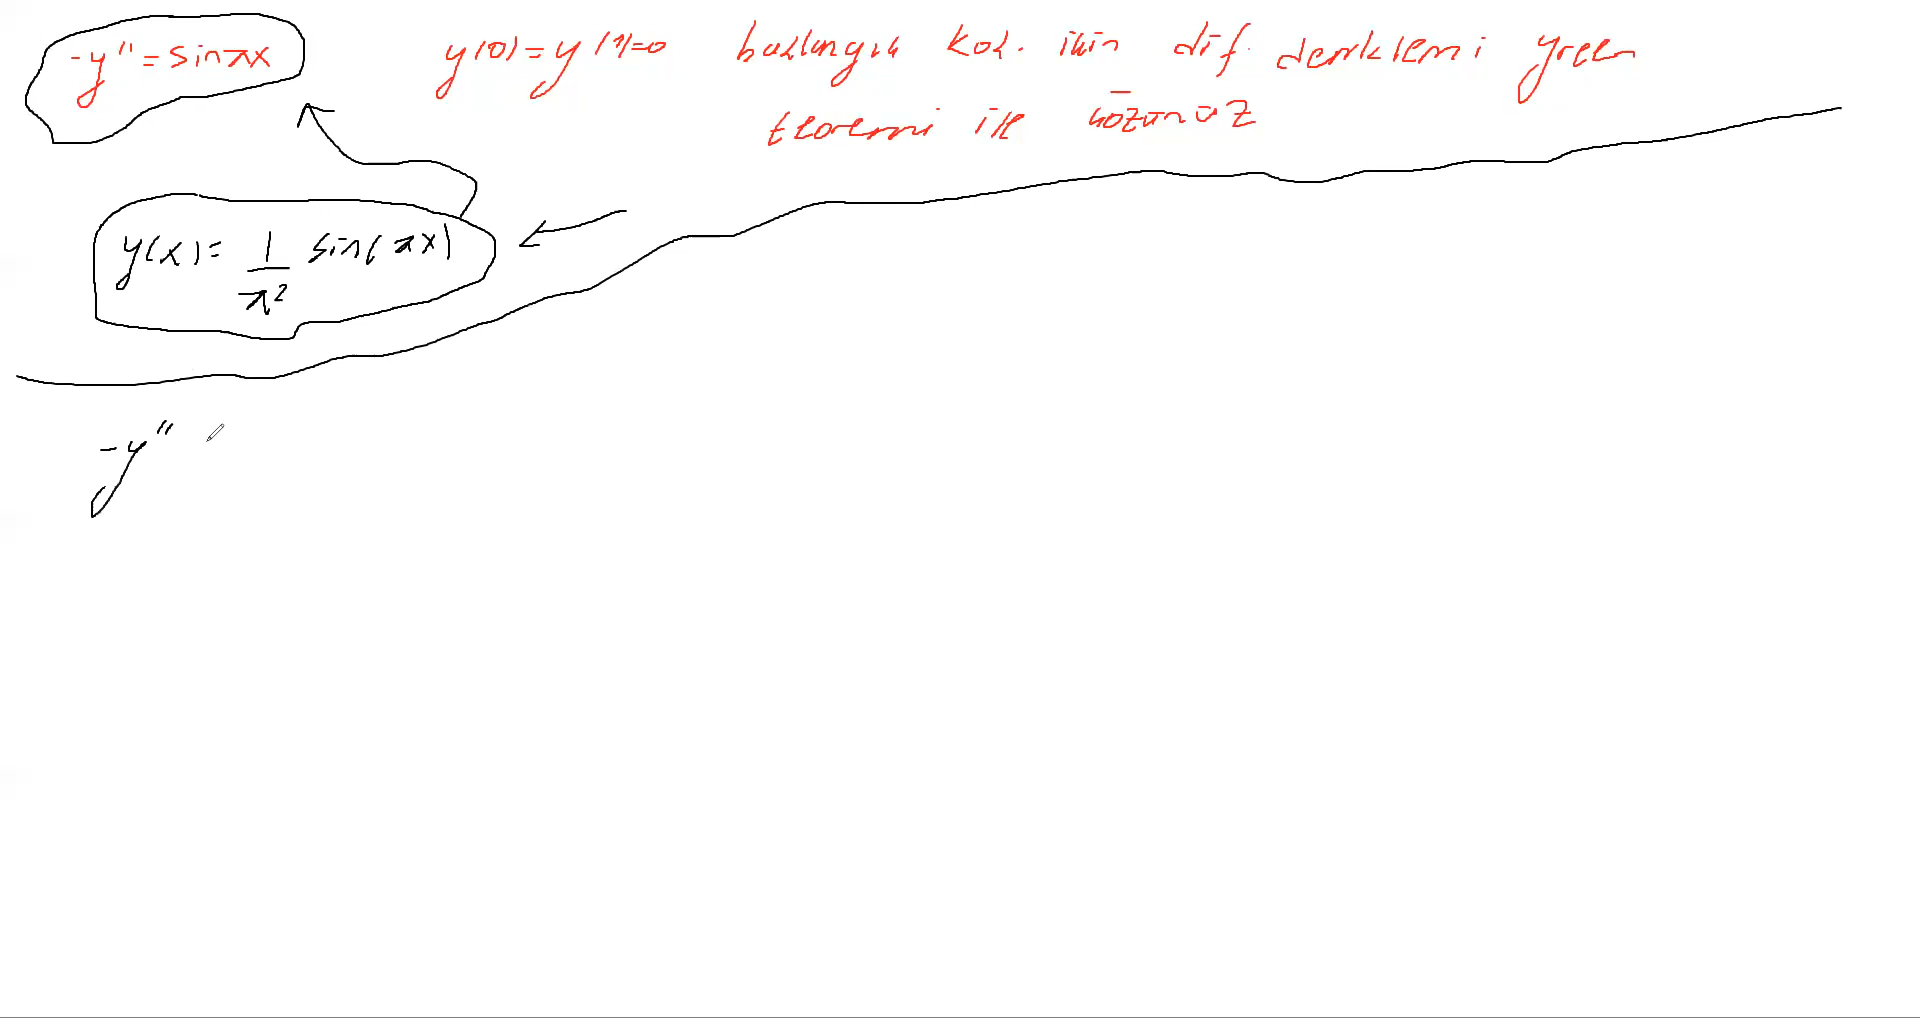 -y'' = sinπx y(0)=y(1)=0 başlangıç koş. için dif. denklemi green
teoremi ile çözünüz
y(x)= 1/π² sin(πx)
-y''